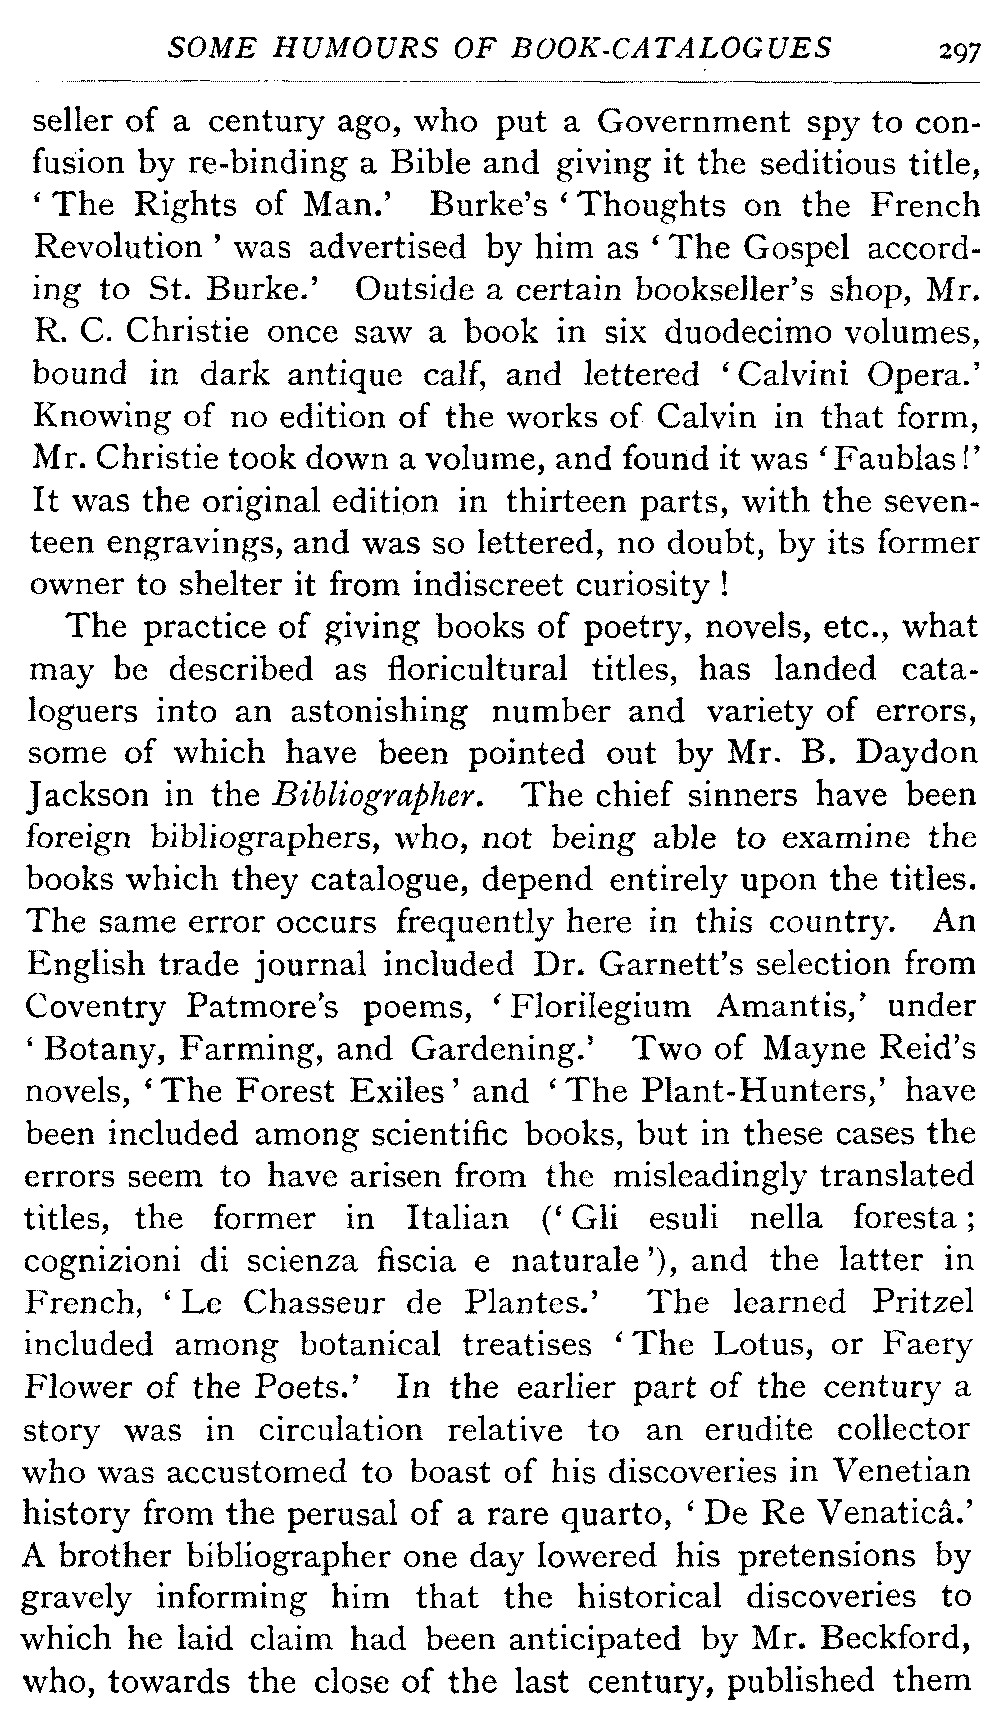 SOME HUMOURS OF BOOK-CATALOGUES 297
seller of a century ago, who put a Government spy to con-
fusion by re-binding a Bible and giving it the seditious title,
‘The Rights of Man.’ Burke’s ‘Thoughts on the French
Revolution’ was advertised by him as ‘The Gospel accord-
ing to St. Burke.’ Outside a certain bookseller’s shop, Mr.
R. C. Christie once saw a book in six duodecimo volumes,
bound in dark antique calf, and lettered ‘Calvini Opera.’
Knowing of no edition of the works of Calvin in that form,
Mr. Christie took down a volume, and found it was ‘Faublas!’
It was the original edition in thirteen parts, with the seven-
teen engravings, and was so lettered, no doubt, by its former
owner to shelter it from indiscreet curiosity!
The practice of giving books of poetry, novels, etc., what
may be described as floricultural titles, has landed cata-
loguers into an astonishing number and variety of errors,
some of which have been pointed out by Mr. B. Daydon
Jackson in the Bibliographer. The chief sinners have been
foreign bibliographers, who, not being able to examine the
books which they catalogue, depend entirely upon the titles.
The same error occurs frequently here in this country. An
English trade journal included Dr. Garnett’s selection from
Coventry Patmore’s poems, ‘Florilegium Amantis,’ under
‘Botany, Farming, and Gardening.’ Two of Mayne Reid’s
novels, ‘The Forest Exiles’ and ‘The Plant-Hunters,’ have
been included among scientific books, but in these cases the
errors seem to have arisen from the misleadingly translated
titles, the former in Italian (‘Gli esuli nella foresta;
cognizioni di scienza fiscia e naturale’), and the latter in
French, ‘Le Chasseur de Plantes.’ The learned Pritzel
included among botanical treatises ‘The Lotus, or Faery
Flower of the Poets.’ In the earlier part of the century a
story was in circulation relative to an erudite collector
who was accustomed to boast of his discoveries in Venetian
history from the perusal of a rare quarto, ‘De Re Venaticâ.’
A brother bibliographer one day lowered his pretensions by
gravely informing him that the historical discoveries to
which he laid claim had been anticipated by Mr. Beckford,
who, towards the close of the last century, published them